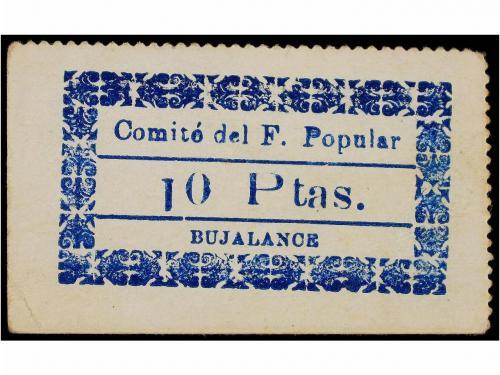 Comitó del F. Popular
10 Ptas.
BUJALANCE